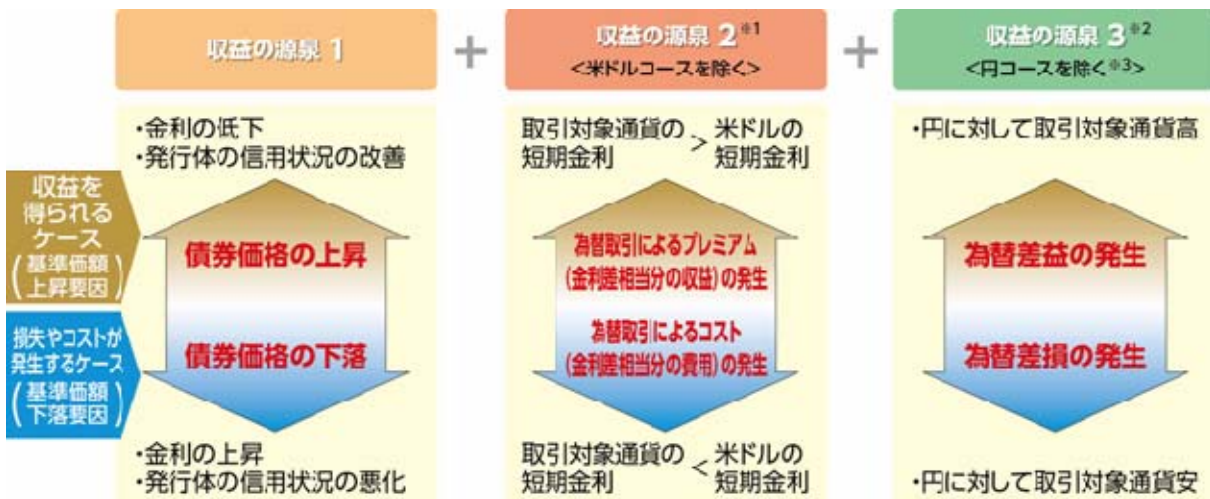 収益の源泉 1
+
収益の源泉 2※1
<米ドルコースを除く>
+
収益の源泉 3※2
<円コースを除く※3>
収益を
得られる
ケース
(基準価額
上昇要因)
損失やコストが
発生するケース
(基準価額
下落要因)
・金利の低下
・発行体の信用状況の改善
債券価格の上昇
債券価格の下落
・金利の上昇
・発行体の信用状況の悪化
取引対象通貨の > 米ドルの
短期金利 短期金利
為替取引によるプレミアム
(金利差相当分の収益)の発生
為替取引によるコスト
(金利差相当分の費用)の発生
取引対象通貨の < 米ドルの
短期金利 短期金利
・円に対して取引対象通貨高
為替差益の発生
為替差損の発生
・円に対して取引対象通貨安